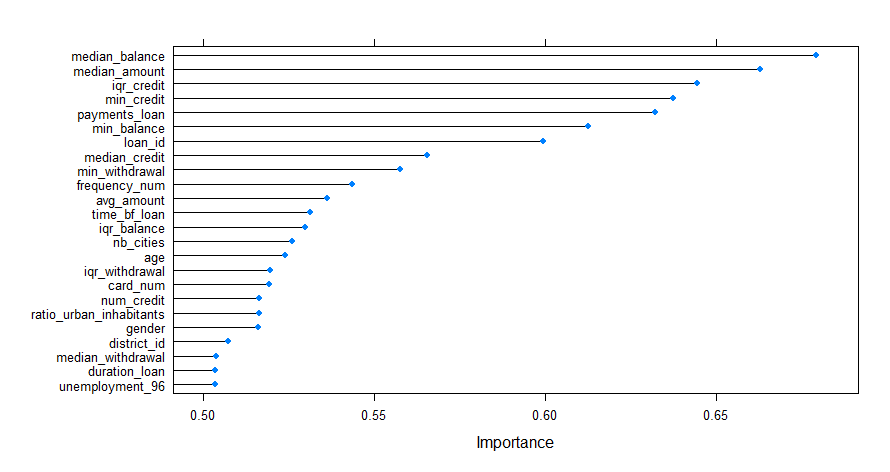 median_balance
median_amount
iqr_credit
min_credit
payments_loan
min_balance
loan_id
median_credit
min_withdrawal
frequency_num
avg_amount
time_bf_loan
iqr_balance
nb_cities
age
iqr_withdrawal
card_num
num_credit
ratio_urban_inhabitants
gender
district_id
median_withdrawal
duration_loan
unemployment_96
0.50 0.55 0.60 0.65
Importance